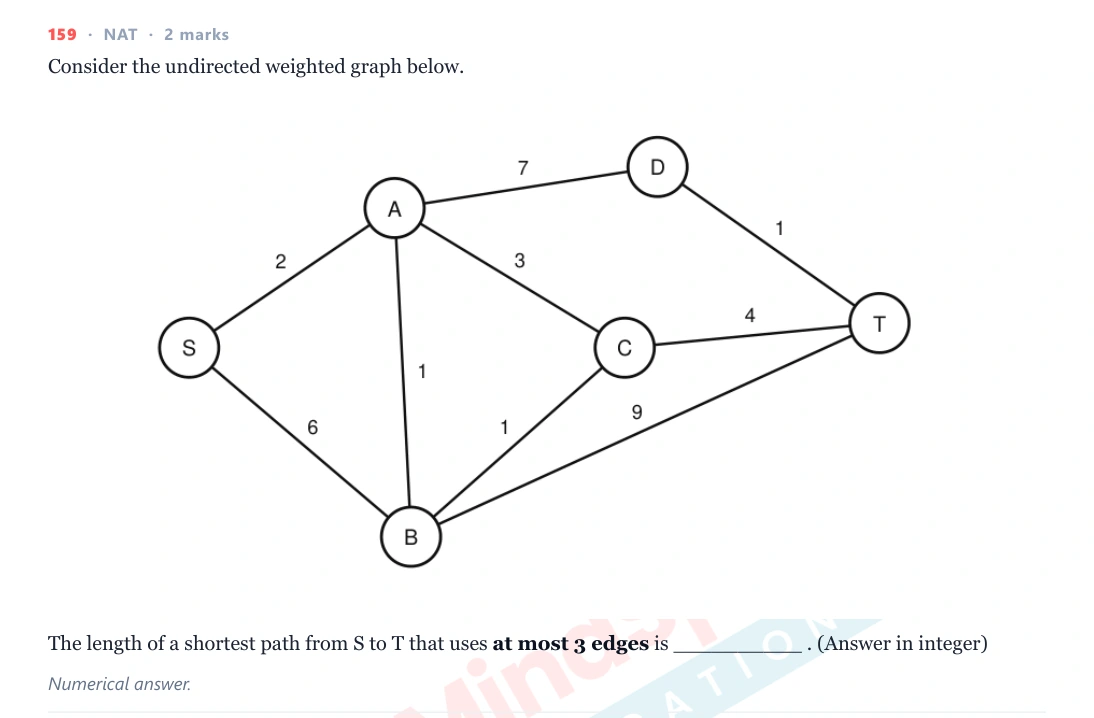 159 · NAT · 2 marks
Consider the undirected weighted graph below.
D
7
A
1
2
3
4
T
S
C
1
9
6
1
B
The length of a shortest path from S to T that uses at most 3 edges is ____________ . (Answer in integer)
Numerical answer.